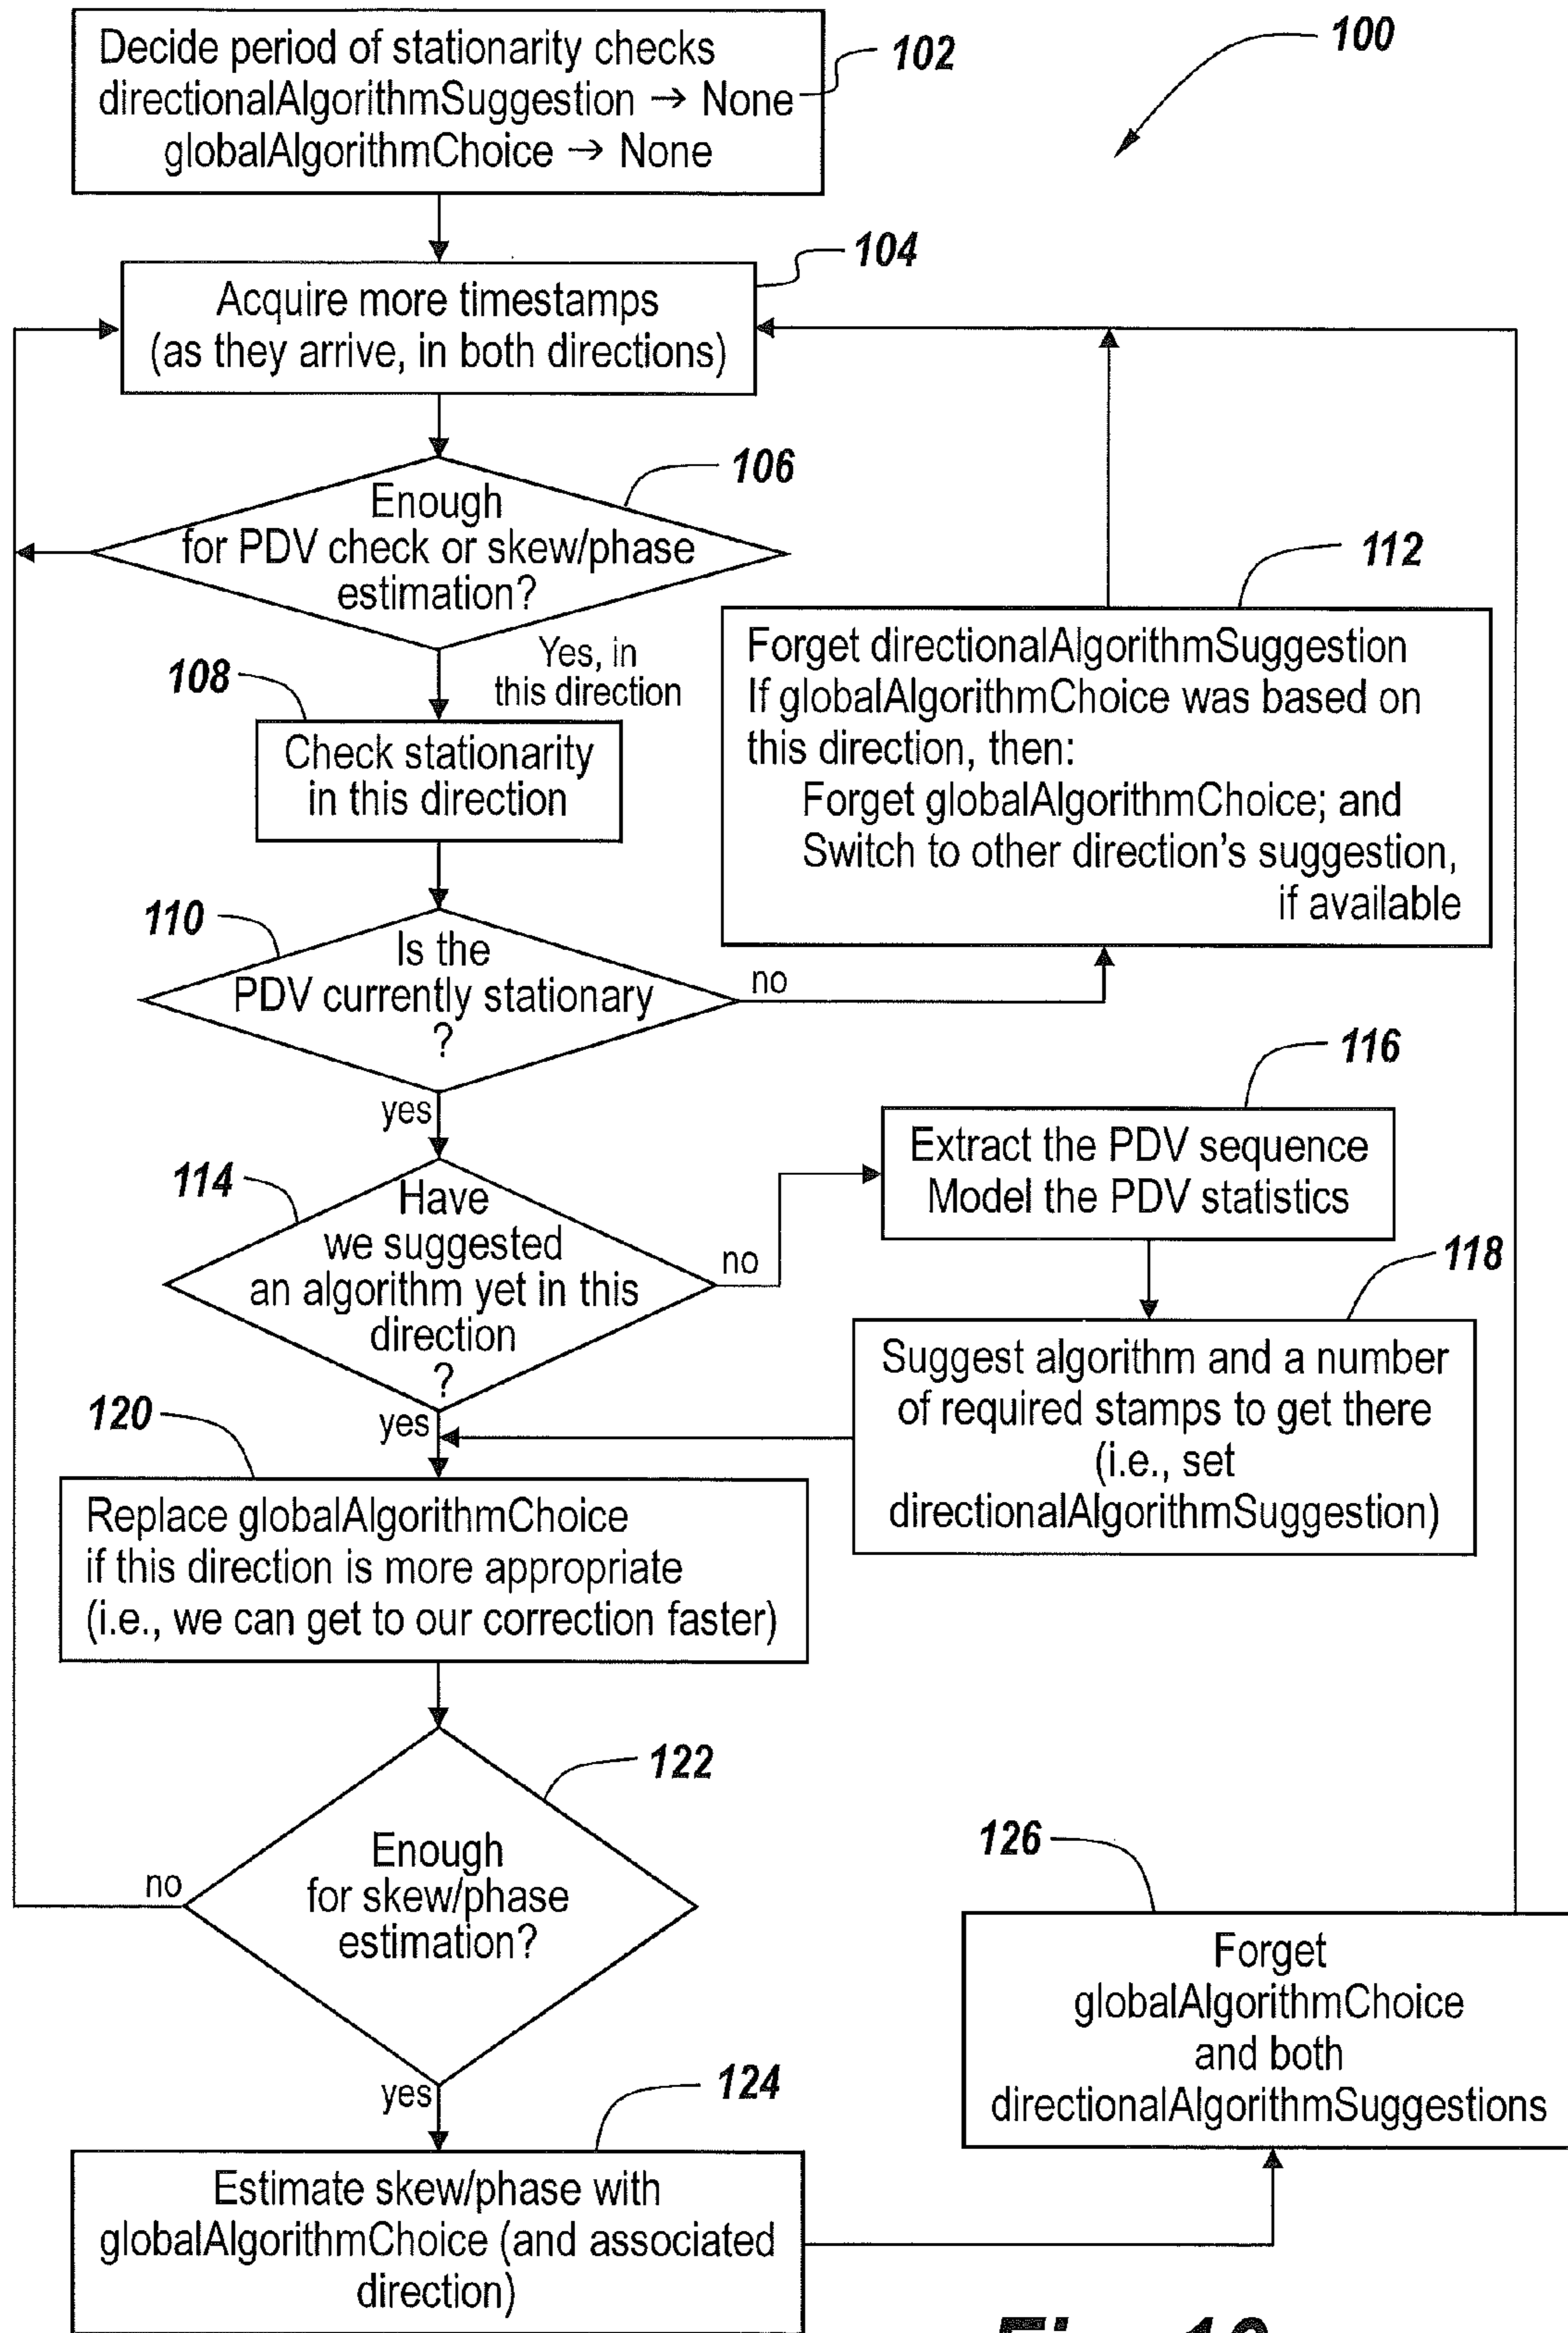 Decide period of stationarity checks
directionalAlgorithmSuggestion → None
globalAlgorithmChoice → None
102
100
104
Acquire more timestamps
(as they arrive, in both directions)
106
Enough
for PDV check or skew/phase
estimation?
Yes, in
this direction
112
Forget directionalAlgorithmSuggestion
If globalAlgorithmChoice was based on
this direction, then:
Forget globalAlgorithmChoice; and
Switch to other direction's suggestion,
if available
108
Check stationarity
in this direction
110
Is the
PDV currently stationary
?
no
yes
116
Extract the PDV sequence
Model the PDV statistics
114
Have
we suggested
an algorithm yet in this
direction
?
no
yes
118
Suggest algorithm and a number
of required stamps to get there
(i.e., set
directionalAlgorithmSuggestion)
120
Replace globalAlgorithmChoice
if this direction is more appropriate
(i.e., we can get to our correction faster)
122
Enough
for skew/phase
estimation?
no
yes
126
Forget
globalAlgorithmChoice
and both
directionalAlgorithmSuggestions
124
Estimate skew/phase with
globalAlgorithmChoice (and associated
direction)